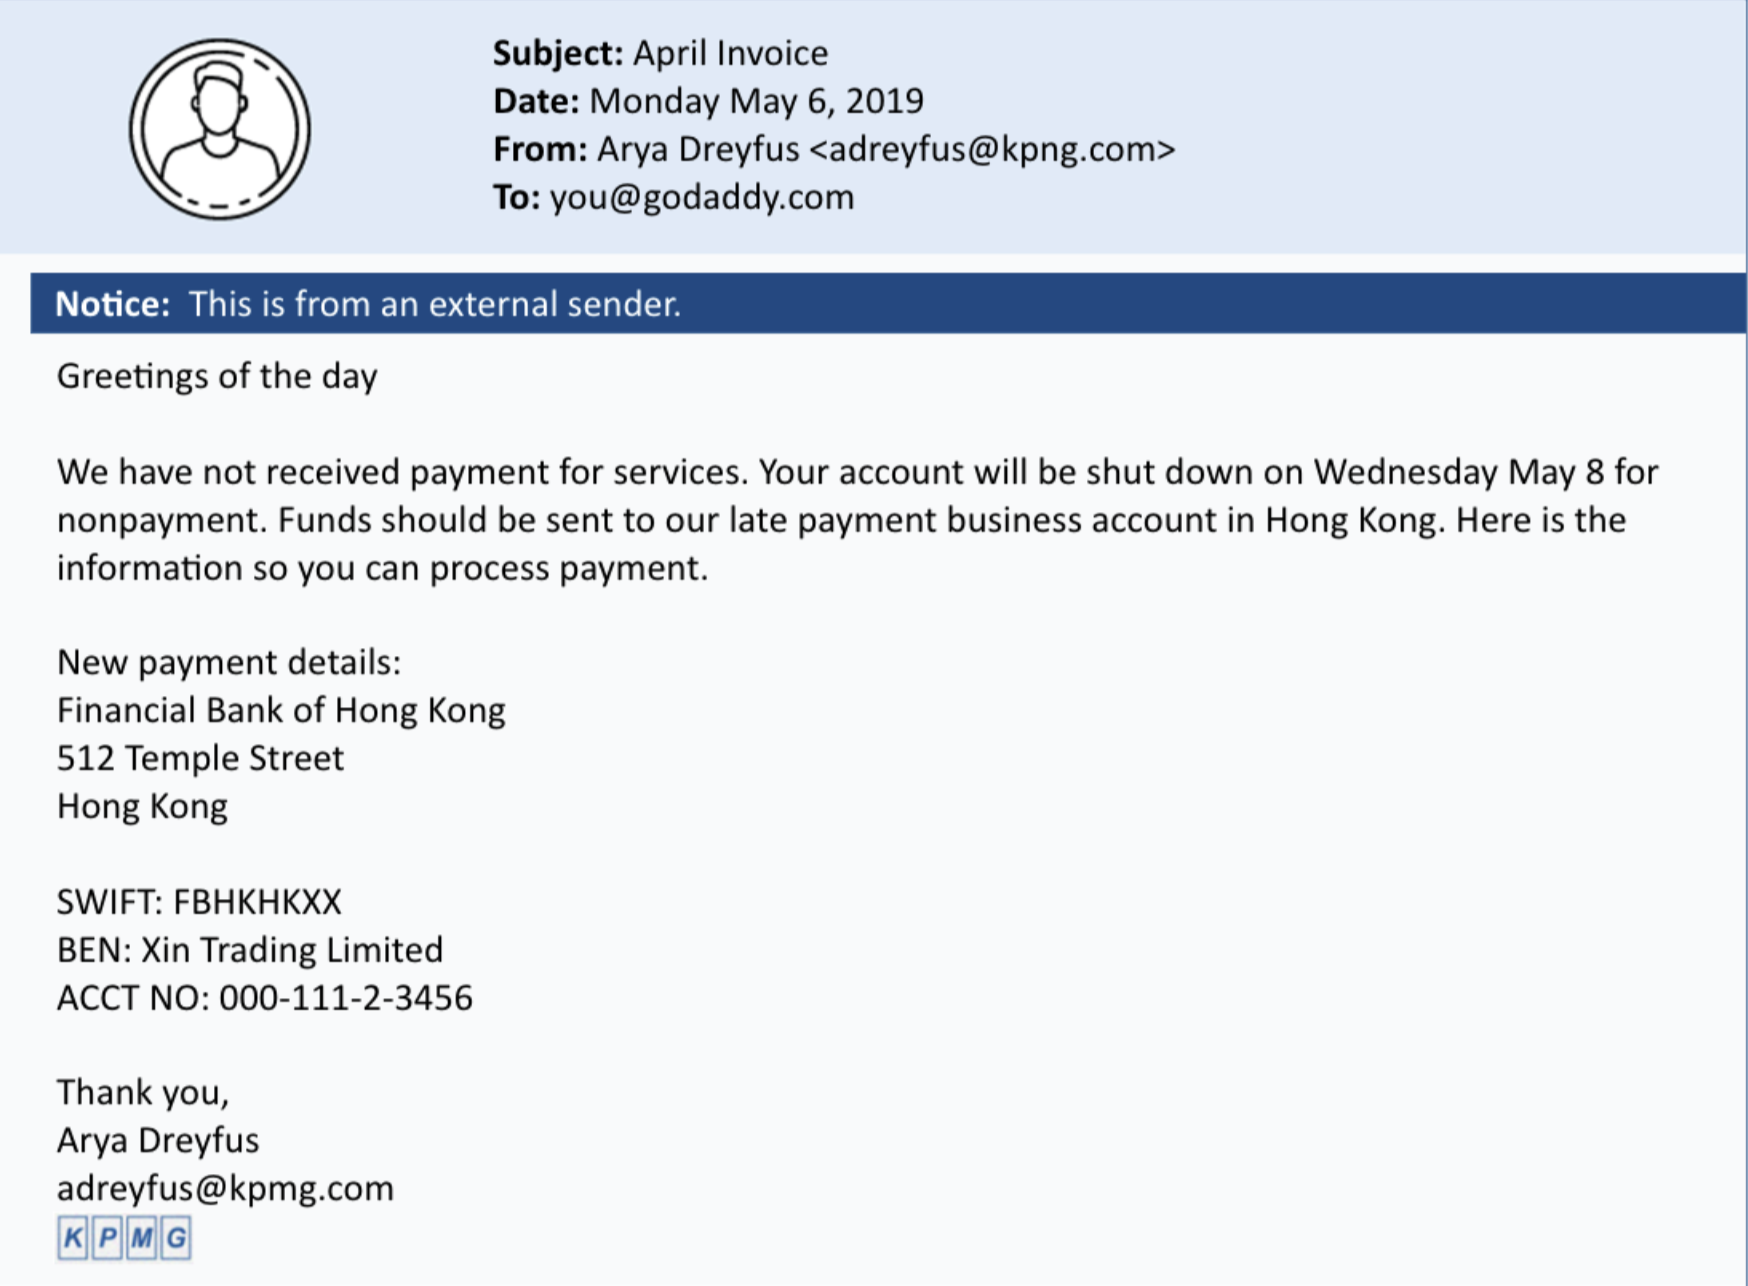 Subject: April Invoice
Date: Monday May 6, 2019
From: Arya Dreyfus <adreyfus@kpng.com>
To: you@godaddy.com
Notice: This is from an external sender.
Greetings of the day
We have not received payment for services. Your account will be shut down on Wednesday May 8 for
nonpayment. Funds should be sent to our late payment business account in Hong Kong. Here is the
information so you can process payment.
New payment details:
Financial Bank of Hong Kong
512 Temple Street
Hong Kong
SWIFT: FBHKHKXX
BEN: Xin Trading Limited
ACCT NO: 000-111-2-3456
Thank you,
Arya Dreyfus
adreyfus@kpmg.com
KPMG